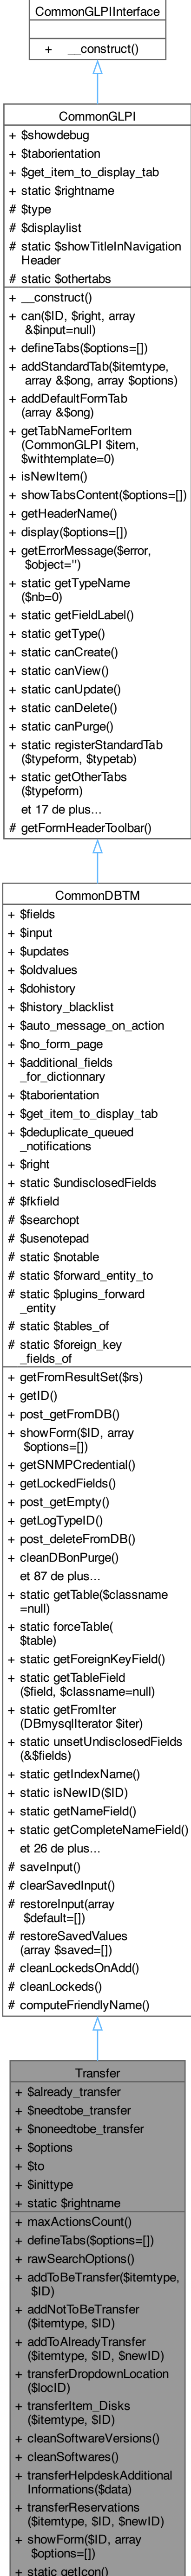 CommonGLPIInterface
+ __construct()
CommonGLPI
+ $showdebug
+ $taborientation
+ $get_item_to_display_tab
+ static $rightname
# $type
# $displaylist
# static $showTitleInNavigation
Header
# static $othertabs
+ __construct()
+ can($ID, $right, array
&$input=null)
+ defineTabs($options=[])
+ addStandardTab($itemtype,
array &$ong, array $options)
+ addDefaultFormTab
(array &$ong)
+ getTabNameForItem
(CommonGLPI $item,
$withtemplate=0)
+ isNewItem()
+ showTabsContent($options=[])
+ getHeaderName()
+ display($options=[])
+ getErrorMessage($error,
$object='')
+ static getTypeName
($nb=0)
+ static getFieldLabel()
+ static getType()
+ static canCreate()
+ static canView()
+ static canUpdate()
+ static canDelete()
+ static canPurge()
+ static registerStandardTab
($typeform, $typetab)
+ static getOtherTabs
($typeform)
et 17 de plus...
# getFormHeaderToolbar()
CommonDBTM
+ $fields
+ $input
+ $updates
+ $oldvalues
+ $dohistory
+ $history_blacklist
+ $auto_message_on_action
+ $no_form_page
+ $additional_fields
_for_dictionnary
+ $taborientation
+ $get_item_to_display_tab
+ $deduplicate_queued
_notifications
+ $right
+ static $undisclosedFields
# $fkfield
# $searchopt
# $usenotepad
# static $notable
# static $forward_entity_to
# static $plugins_forward
_entity
# static $tables_of
# static $foreign_key
_fields_of
+ getFromResultSet($rs)
+ getID()
+ post_getFromDB()
+ showForm($ID, array
$options=[])
+ getSNMPCredential()
+ getLockedFields()
+ post_getEmpty()
+ getLogTypeID()
+ post_deleteFromDB()
+ cleanDBonPurge()
et 87 de plus...
+ static getTable($classname
=null)
+ static forceTable(
$table)
+ static getForeignKeyField()
+ static getTableField
($field, $classname=null)
+ static getFromIter
(DBmysqlIterator $iter)
+ static unsetUndisclosedFields
(&$fields)
+ static getIndexName()
+ static isNewID($ID)
+ static getNameField()
+ static getCompleteNameField()
et 26 de plus...
# saveInput()
# clearSavedInput()
# restoreInput(array
$default=[])
# restoreSavedValues
(array $saved=[])
# cleanLockedsOnAdd()
# cleanLockeds()
# computeFriendlyName()
Transfer
+ $already_transfer
+ $needtobe_transfer
+ $noneedtobe_transfer
+ $options
+ $to
+ $inittype
+ static $rightname
+ maxActionsCount()
+ defineTabs($options=[])
+ rawSearchOptions()
+ addToBeTransfer($itemtype,
$ID)
+ addNotToBeTransfer
($itemtype, $ID)
+ addToAlreadyTransfer
($itemtype, $ID, $newID)
+ transferDropdownLocation
($locID)
+ transferItem_Disks
($itemtype, $ID)
+ cleanSoftwareVersions()
+ cleanSoftwares()
+ transferHelpdeskAdditional
Informations($data)
+ transferReservations
($itemtype, $ID, $newID)
+ showForm($ID, array
$options=[])
+ static getIcon()